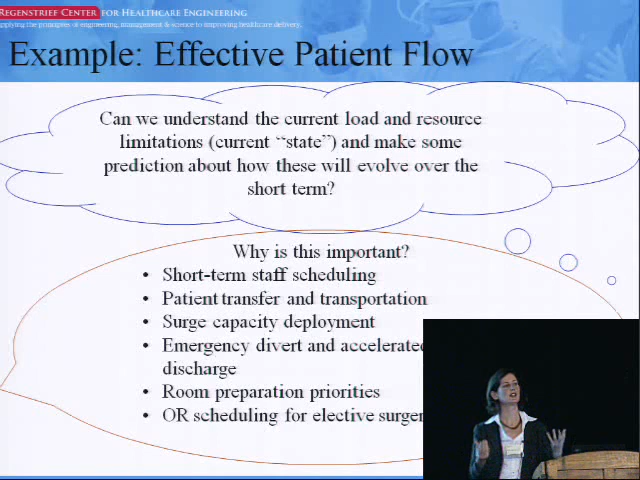 REGENSTRIEF CENTER FOR HEALTHCARE ENGINEERING
applying the principles of engineering, management & science to improving healthcare delivery.
Example: Effective Patient Flow
Can we understand the current load and resource
limitations (current “state”) and make some
prediction about how these will evolve over the
short term?
Why is this important?
• Short-term staff scheduling
• Patient transfer and transportation
• Surge capacity deployment
• Emergency divert and accelerated
discharge
• Room preparation priorities
• OR scheduling for elective surger